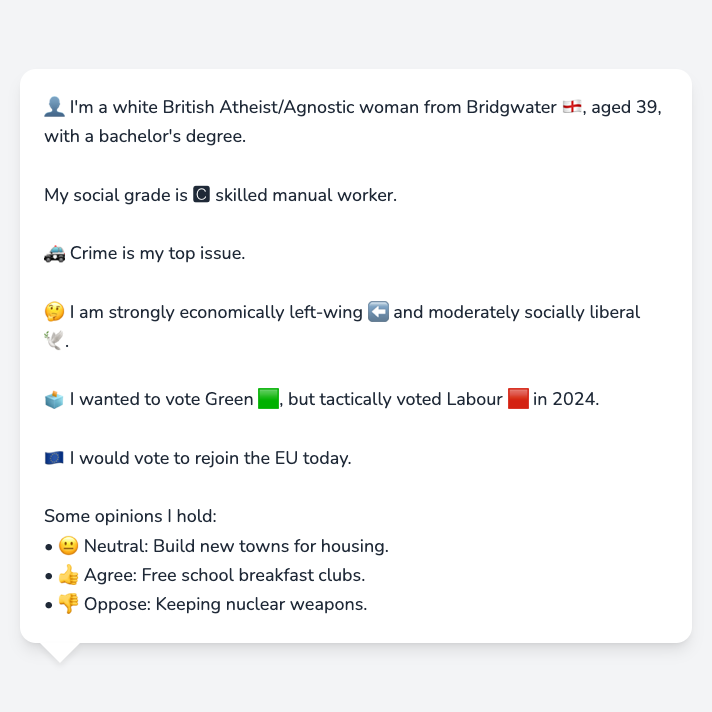 👤 I'm a white British Atheist/Agnostic woman from Bridgwater 🏴󠁧󠁢󠁥󠁮󠁧󠁿, aged 39,
with a bachelor's degree.
My social grade is 🅲 skilled manual worker.
🚓 Crime is my top issue.
🤔 I am strongly economically left-wing ⬅️ and moderately socially liberal
🕊️.
🗳️ I wanted to vote Green 🟩, but tactically voted Labour 🟥 in 2024.
🇪🇺 I would vote to rejoin the EU today.
Some opinions I hold:
• 😐 Neutral: Build new towns for housing.
• 👍 Agree: Free school breakfast clubs.
• 👎 Oppose: Keeping nuclear weapons.